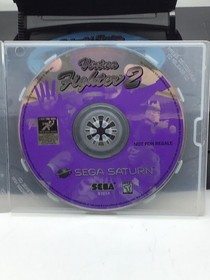 Virtua
Fighter 2
NOT FOR RESALE
SEGA SATURN
SEGA